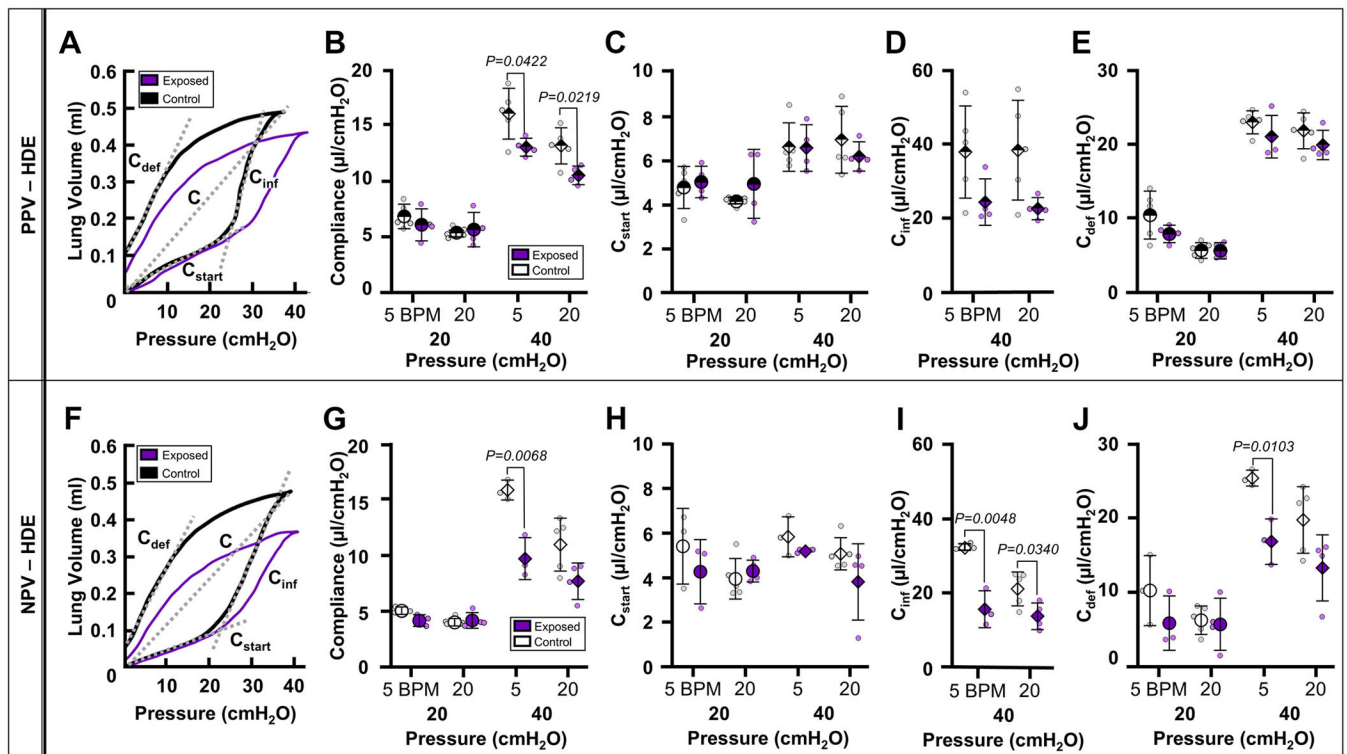 PPV – HDE
A
0.6
0.5
0.4
0.3
0.2
0.1
0
Lung Volume (ml)
Exposed
Control
C_def
C
C_inf
C_start
10 20 30 40
Pressure (cmH₂O)
B
20
15
10
5
0
Compliance (µl/cmH2O)
P=0.0422
P=0.0219
Exposed
Control
5 BPM 20 5 20
20 40
Pressure (cmH₂O)
C
10
8
6
4
2
0
C_start (µl/cmH2O)
5 BPM 20 5 20
20 40
Pressure (cmH₂O)
D
60
40
20
0
C_inf (µl/cmH²O)
5 BPM 20
40
Pressure (cmH₂O)
E
30
20
10
0
C_def (µl/cmH²O)
5 BPM 20 5 20
20 40
Pressure (cmH₂O)
NPV – HDE
F
0.6
0.5
0.4
0.3
0.2
0.1
0
Lung Volume (ml)
Exposed
Control
C_def
C
C_inf
C_start
10 20 30 40
Pressure (cmH₂O)
G
20
15
10
5
0
Compliance (µl/cmH2O)
P=0.0068
Exposed
Control
5 BPM 20 5 20
20 40
Pressure (cmH₂O)
H
10
8
6
4
2
0
C_start (µl/cmH2O)
5 BPM 20 5 20
20 40
Pressure (cmH₂O)
I
60
40
20
0
C_inf (µl/cmH²O)
P=0.0048
P=0.0340
5 BPM 20
40
Pressure (cmH₂O)
J
30
20
10
0
C_def (µl/cmH²O)
P=0.0103
5 BPM 20 5 20
20 40
Pressure (cmH₂O)